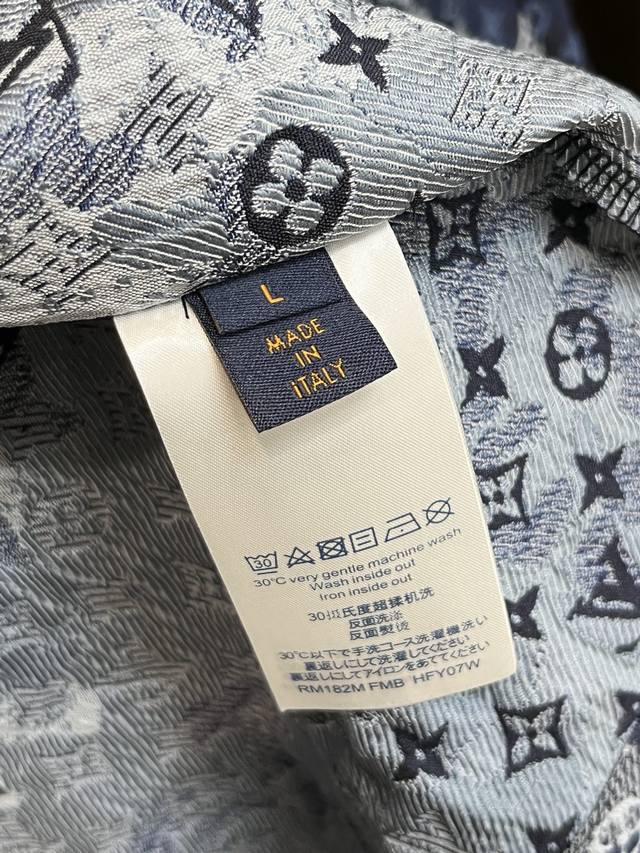 L
MADE
IN
iTALY
30
30°C very gentle machine wash
Wash inside out
Iron inside out
30摄氏度超揉机洗
反面洗涤
反面熨烫
30℃以下で手洗コース洗濯機洗い
裏返しにして洗濯してください
裏返しにしてアイロンをあててください
RM182M FMB HFY07W